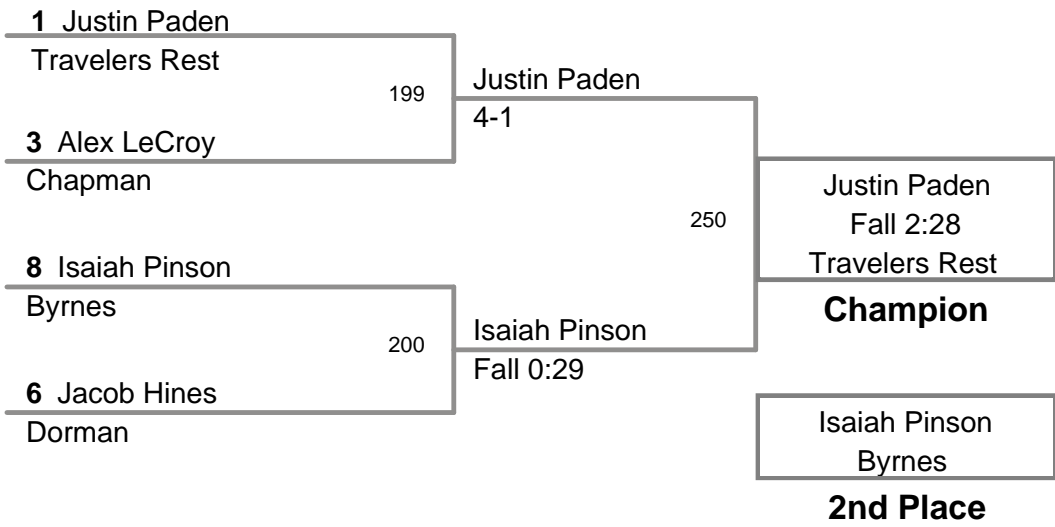 1 Justin Paden
Travelers Rest
199
3 Alex LeCroy
Chapman
Justin Paden
4-1
8 Isaiah Pinson
Byrnes
200
6 Jacob Hines
Dorman
Isaiah Pinson
Fall 0:29
250
Justin Paden
Fall 2:28
Travelers Rest
Champion
Isaiah Pinson
Byrnes
2nd Place